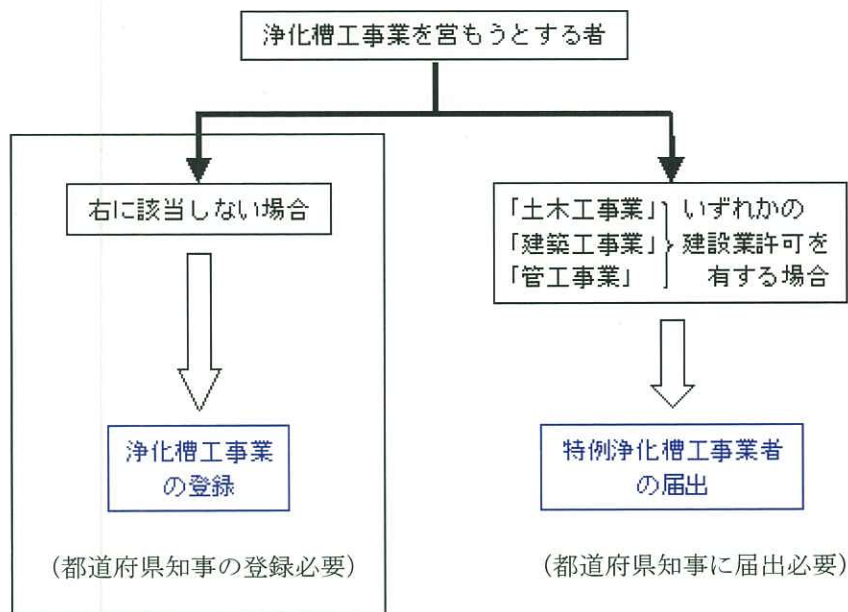 浄化槽工事業を営もうとする者
右に該当しない場合
「土木工事業」 いずれかの
「建築工事業」 建設業許可を
「管工事業」 有する場合
浄化槽工事業
の登録
特例浄化槽工事業者
の届出
(都道府県知事の登録必要)
(都道府県知事に届出必要)